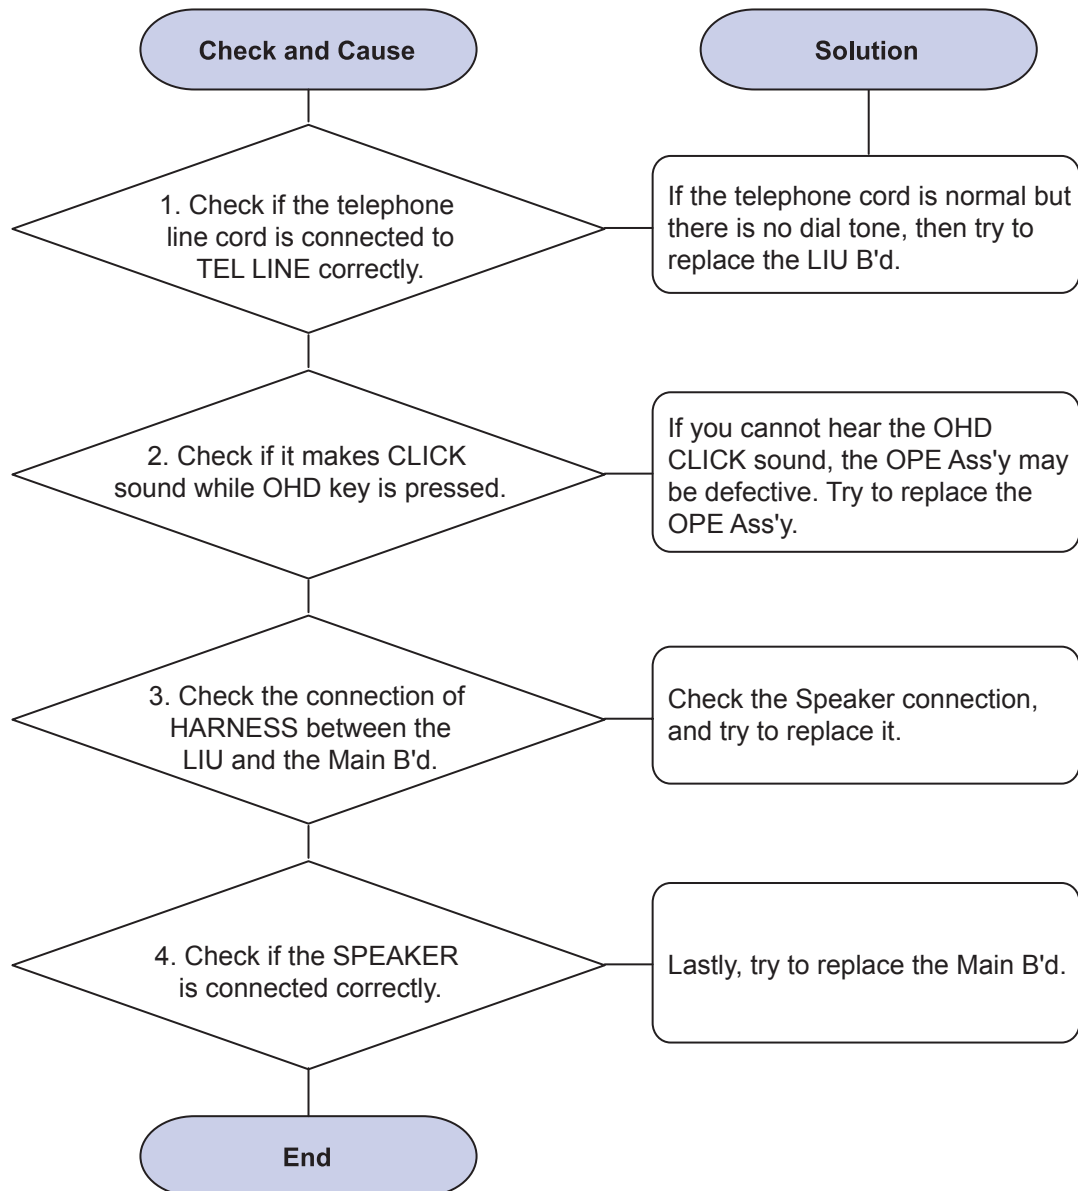 Check and Cause
Solution
1. Check if the telephone
line cord is connected to
TEL LINE correctly.
If the telephone cord is normal but
there is no dial tone, then try to
replace the LIU B'd.
2. Check if it makes CLICK
sound while OHD key is pressed.
If you cannot hear the OHD
CLICK sound, the OPE Ass'y may
be defective. Try to replace the
OPE Ass'y.
3. Check the connection of
HARNESS between the
LIU and the Main B'd.
Check the Speaker connection,
and try to replace it.
4. Check if the SPEAKER
is connected correctly.
Lastly, try to replace the Main B'd.
End